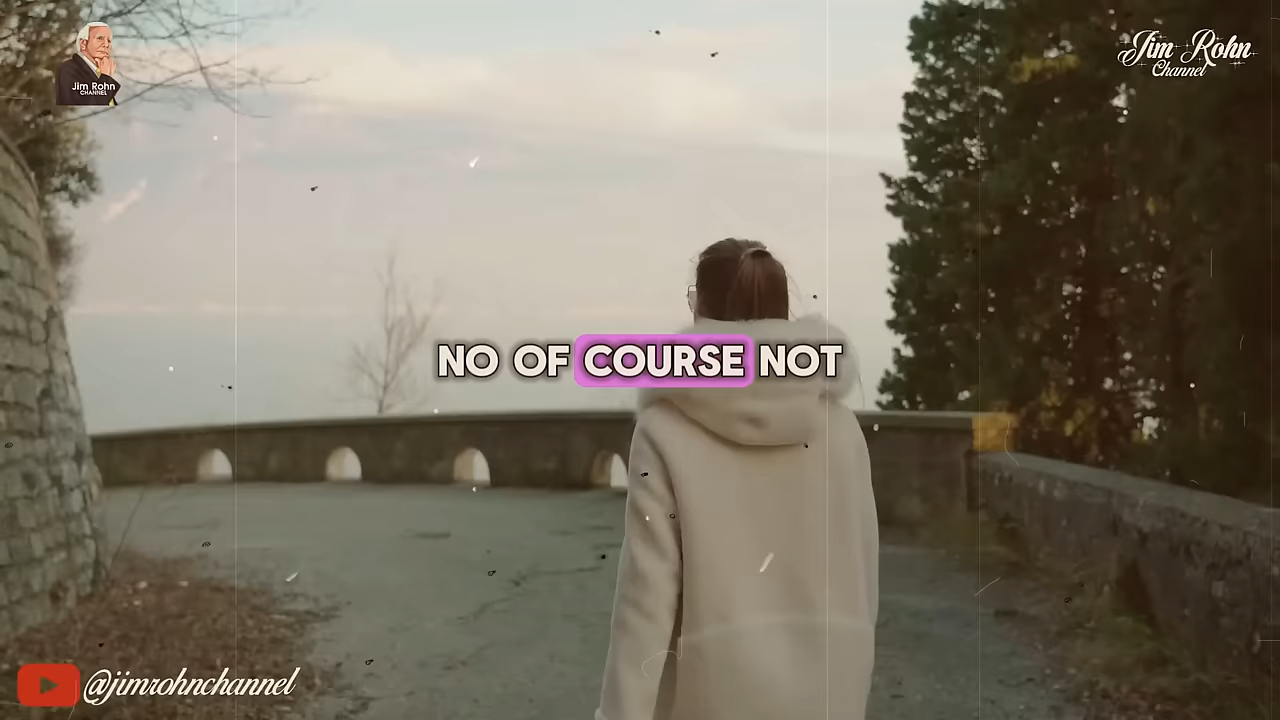 Jim Rohn
CHANNEL
Jim Rohn
Channel
NO OF COURSE NOT
@jimrohnchannel